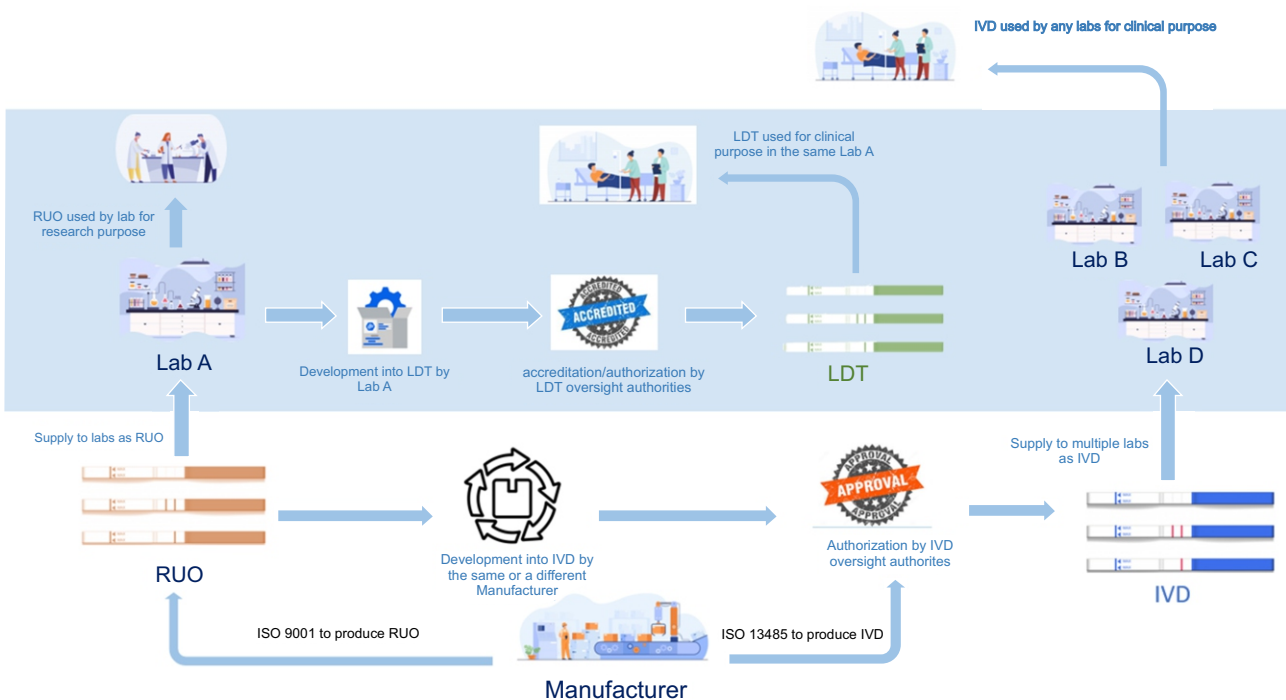 IVD used by any labs for clinical purpose
LDT used for clinical
purpose in the same Lab A
RUO used by lab for
research purpose
Lab B
Lab C
Lab D
Lab A
Development into LDT by
Lab A
ACCREDITED
ACCREDITED
ACCREDITED
accreditation/authorization by
LDT oversight authorities
LDT
Supply to labs as RUO
Supply to multiple labs
as IVD
RUO
Development into IVD by
the same or a different
Manufacturer
APPROVAL
APPROVAL
APPROVAL
Authorization by IVD
oversight authorites
IVD
ISO 9001 to produce RUO
ISO 13485 to produce IVD
Manufacturer